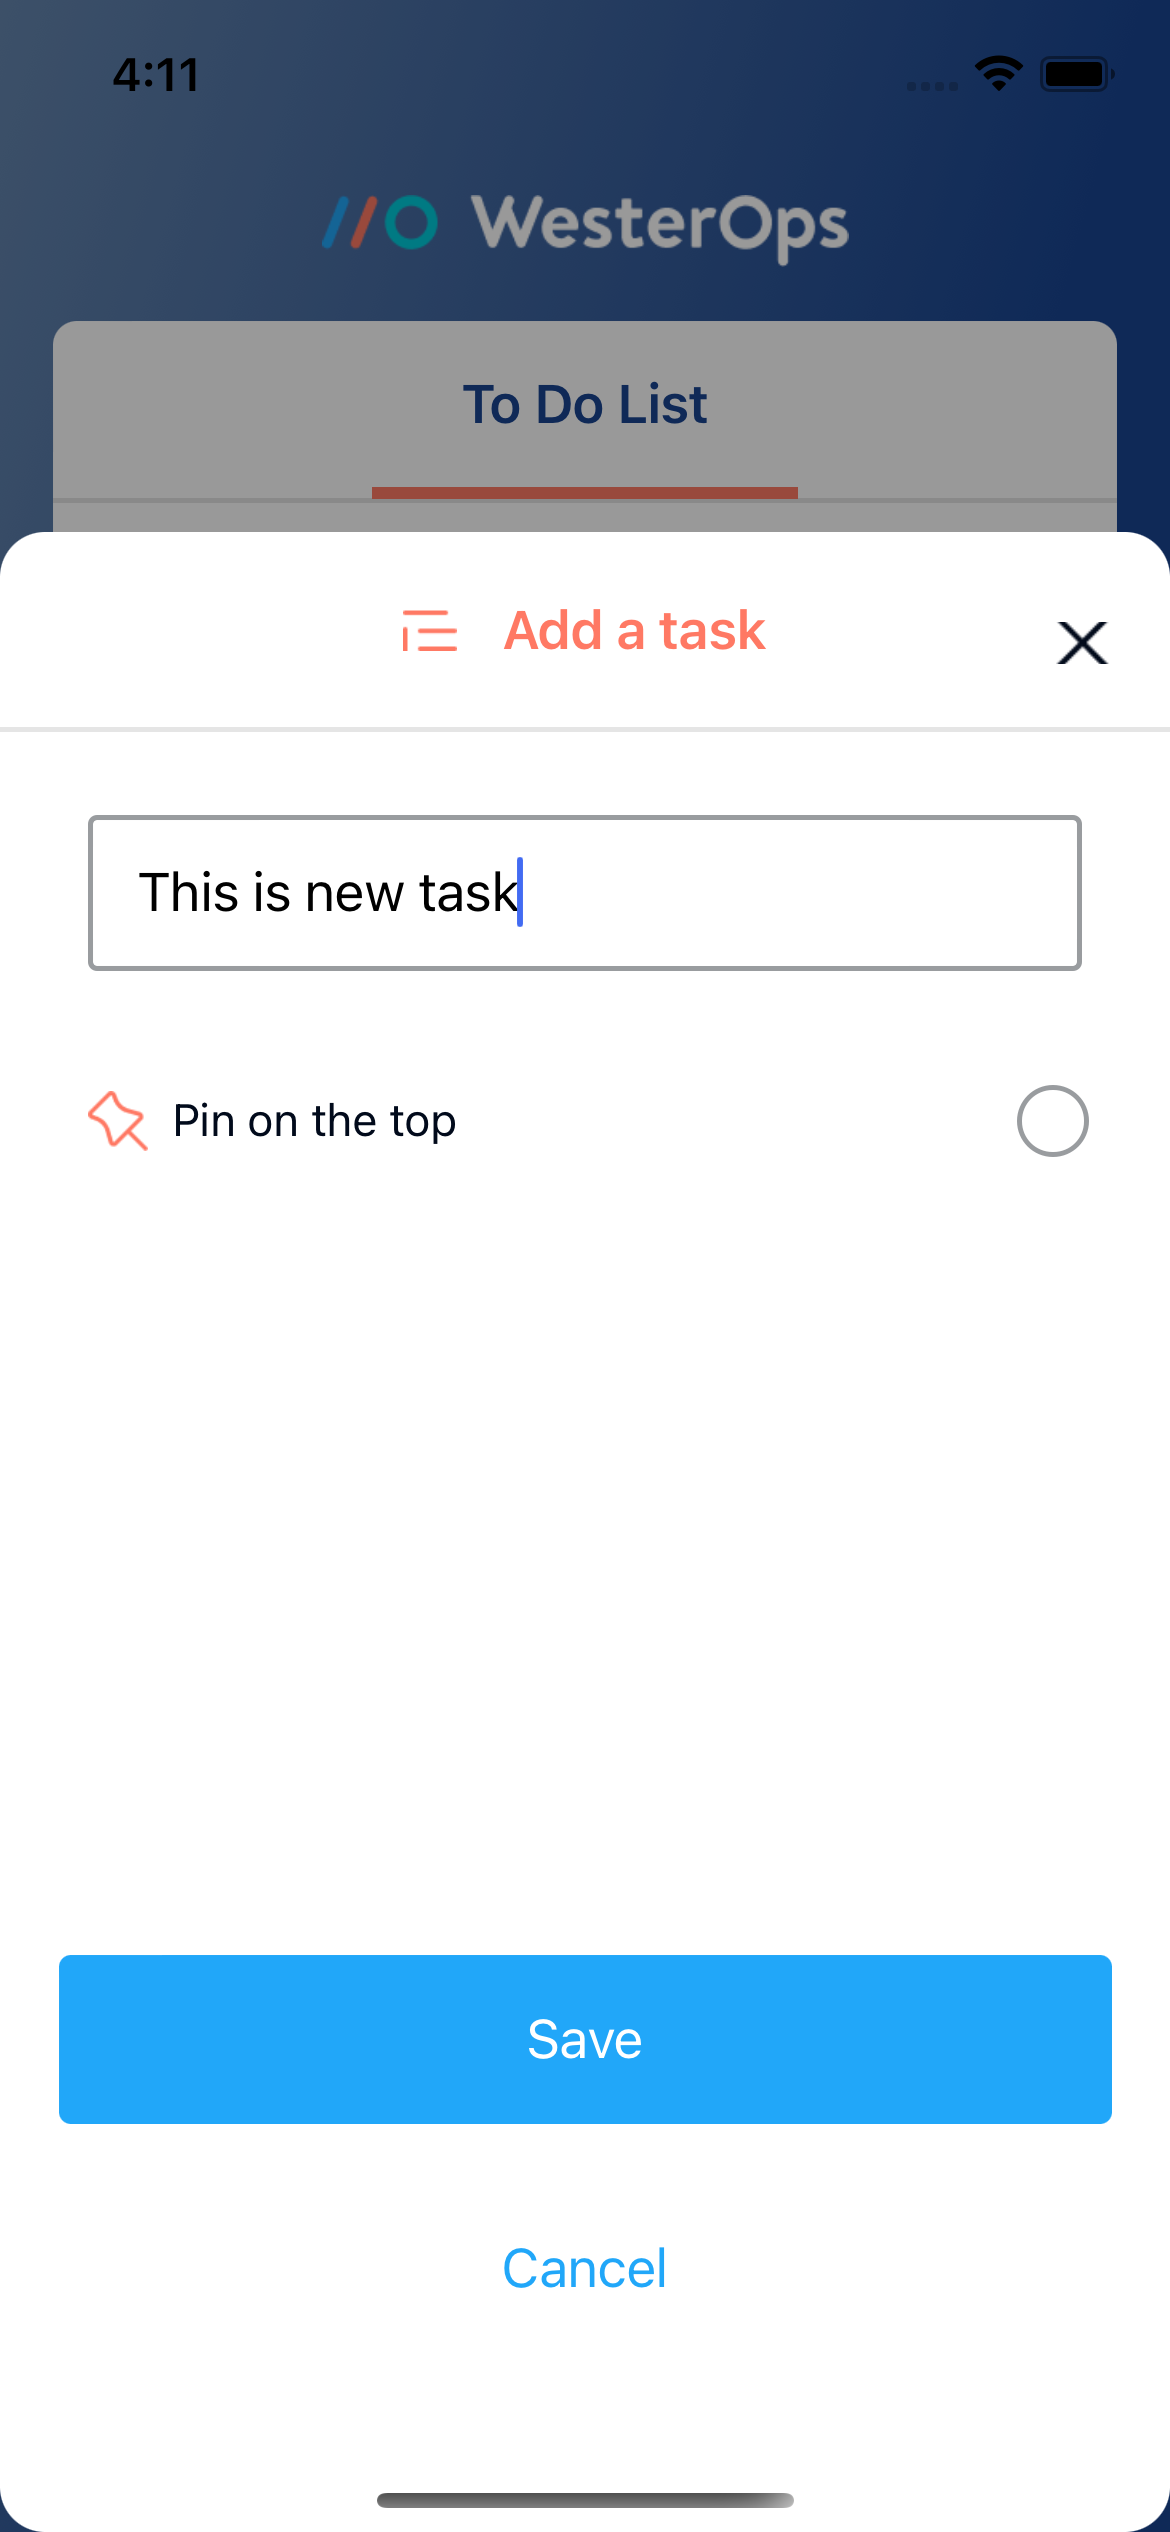 4:11
WesterOps
To Do List
Add a task
This is new task
Pin on the top
Save
Cancel